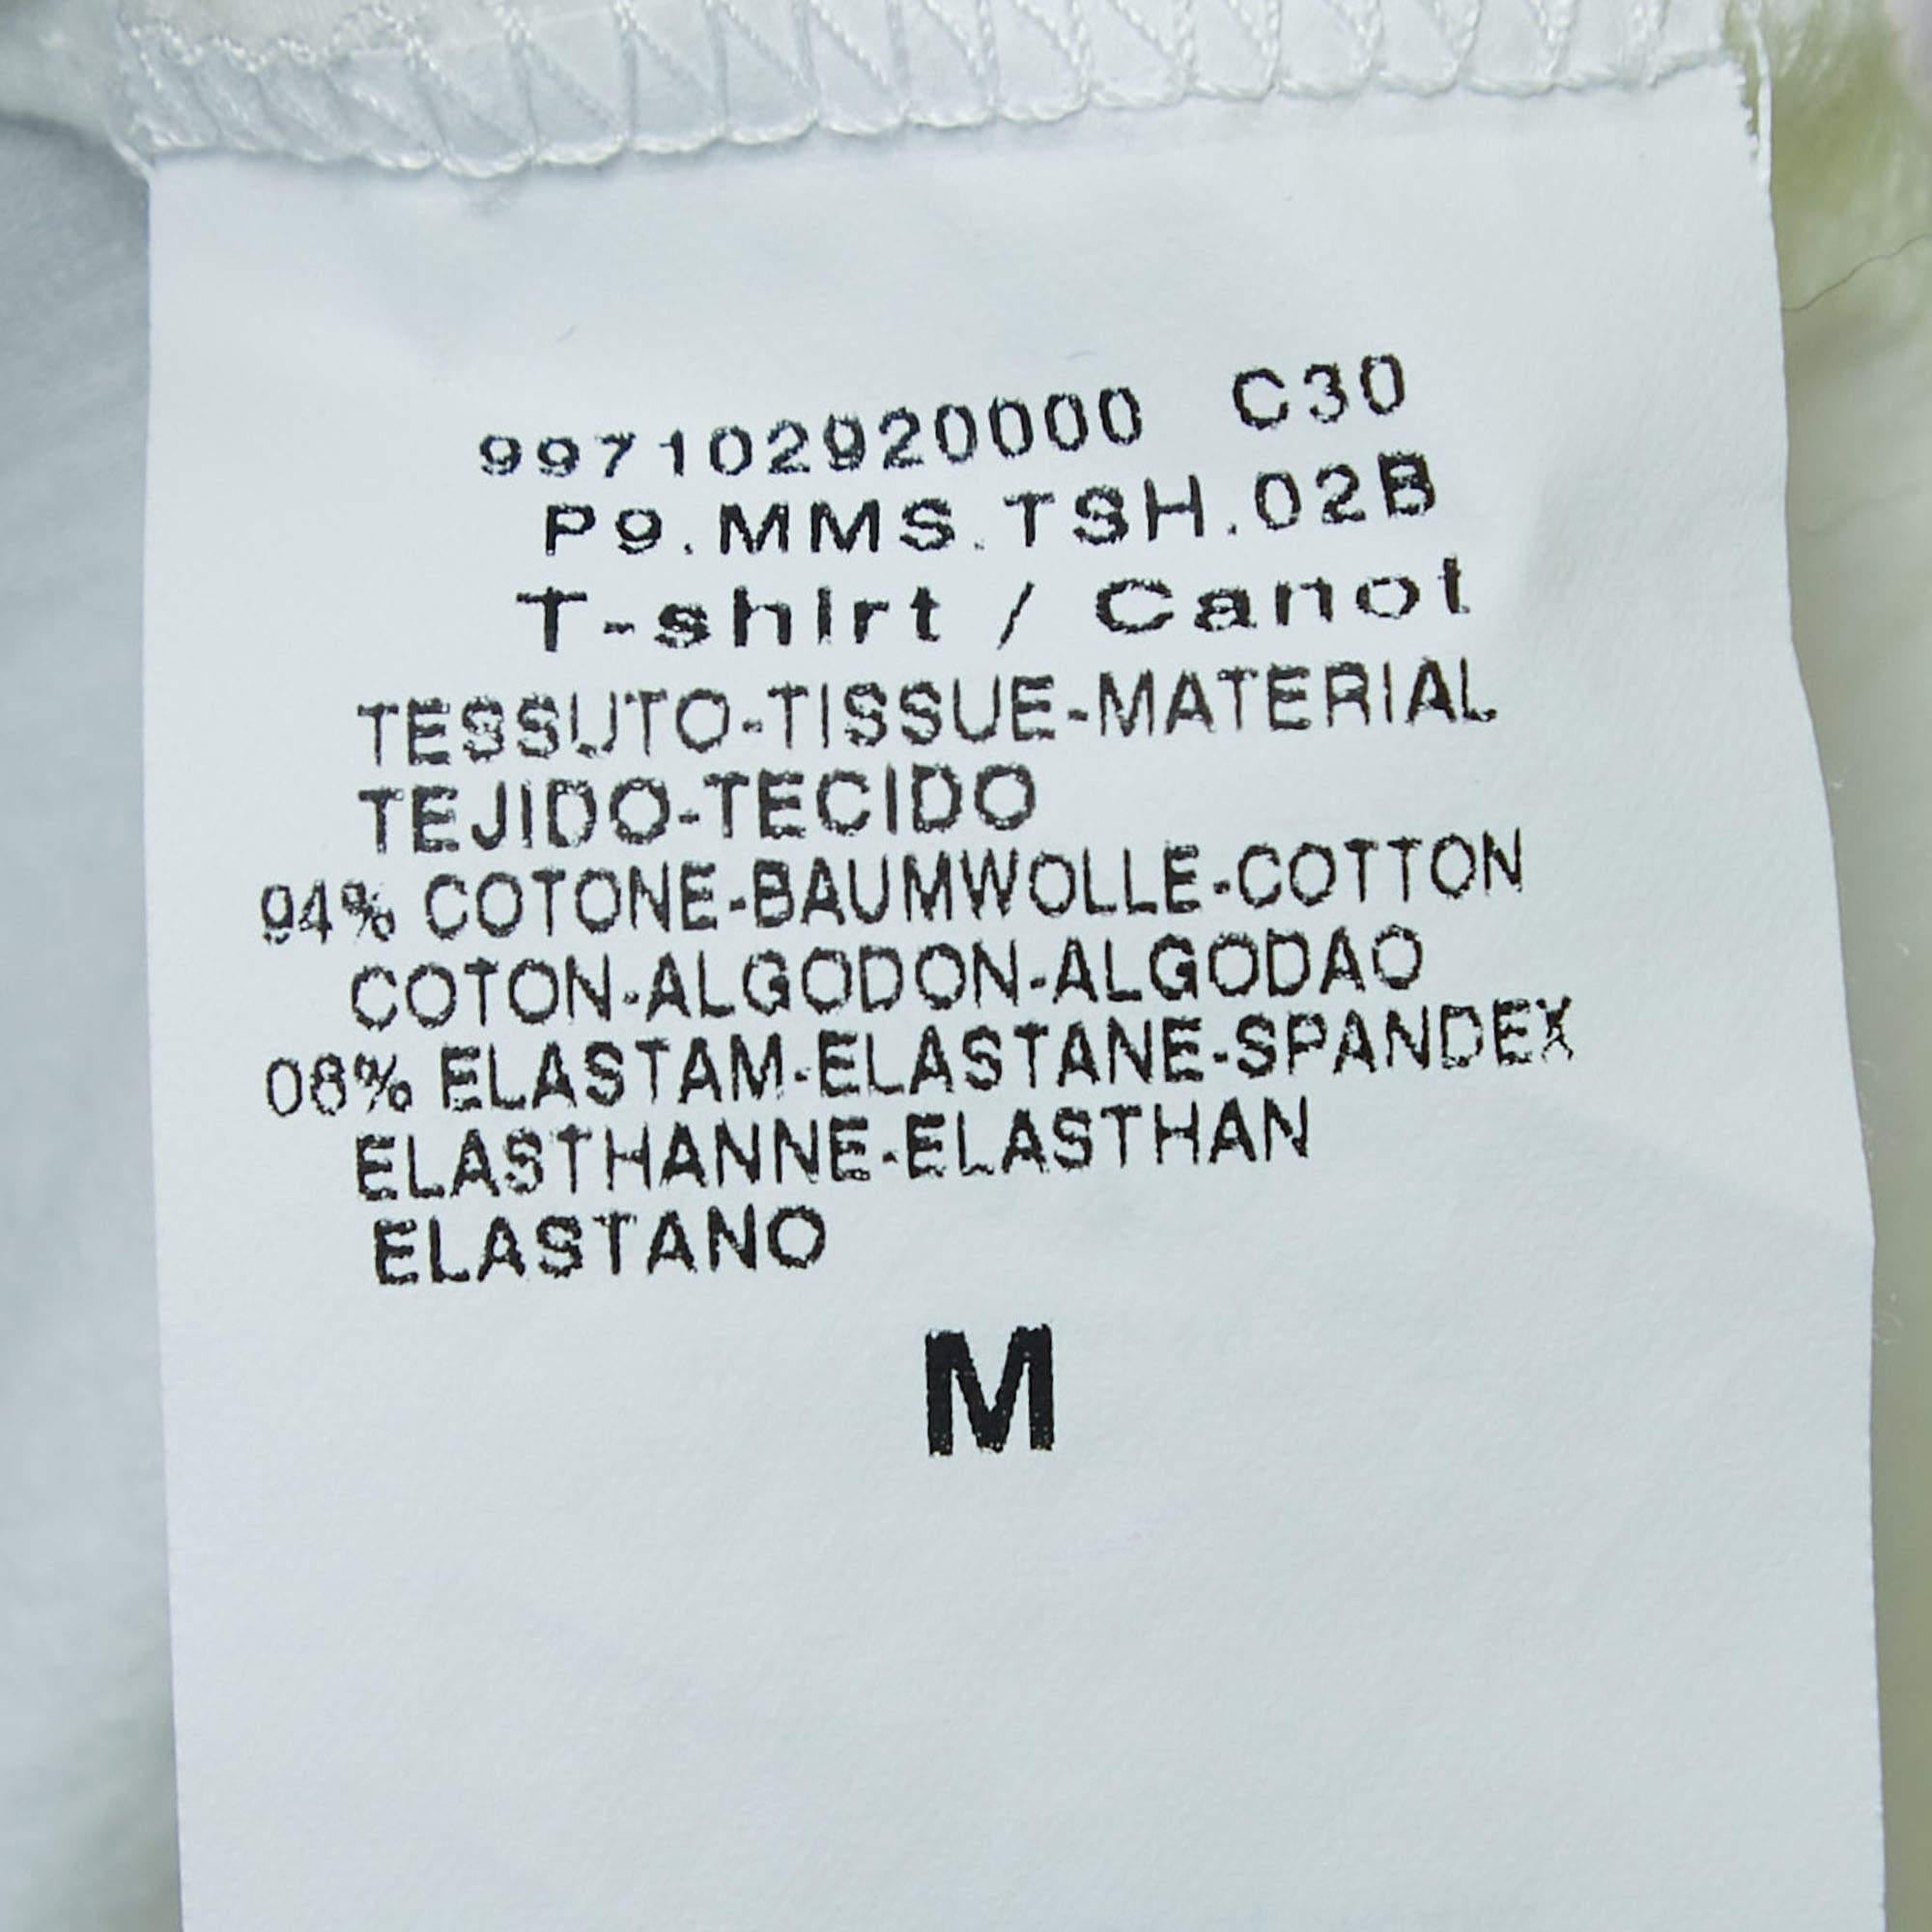 997102920000 C30
P9.MMS.TSH.02B
T-shirt / Canot
TESSUTO-TISSUE-MATERIAL
TEJIDO-TECIDO
94% COTONE-BAUMWOLLE-COTTON
COTON-ALGODON-ALGODAO
08% ELASTAM-ELASTANE-SPANDEX
ELASTHANNE-ELASTHAN
ELASTANO
M